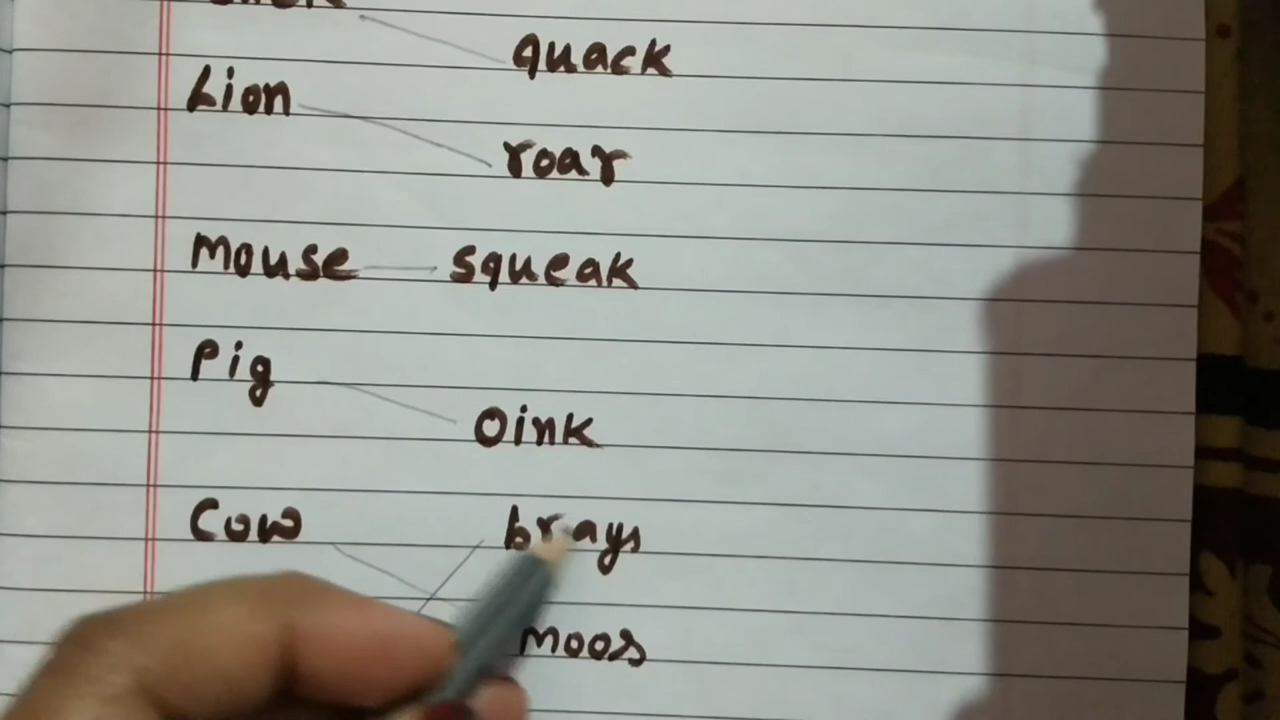 quack
Lion
roar
Mouse squeak
Pig
Oink
Cow brays
moos